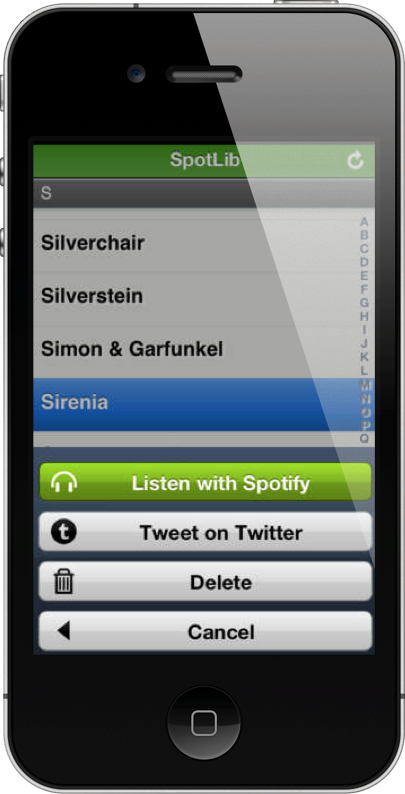 SpotLib
S
Silverchair
Silverstein
Simon & Garfunkel
Sirenia
A
B
C
D
E
F
G
H
I
J
K
L
M
N
O
P
Q
Listen with Spotify
t
Tweet on Twitter
Delete
Cancel